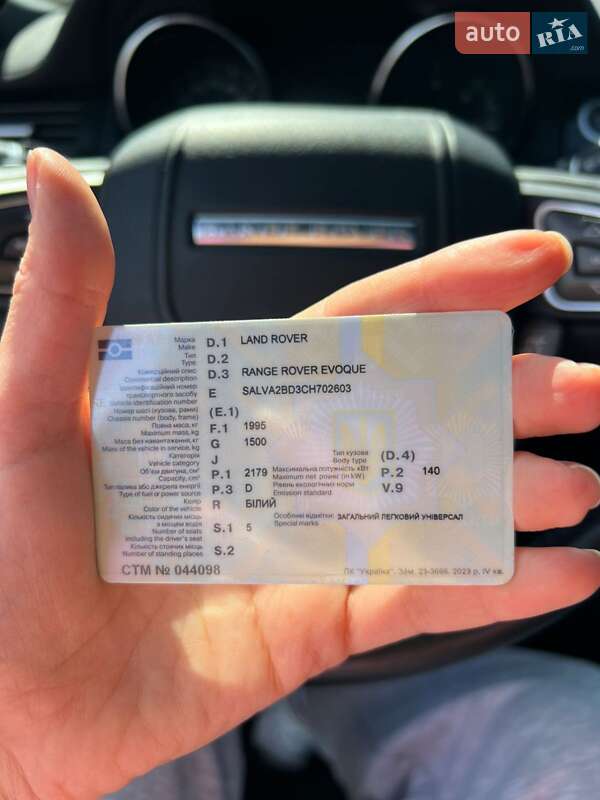 auto RIA .com
Марка D.1 LAND ROVER
Make
Тип D.2
Type
Комерційний опис D.3 RANGE ROVER EVOQUE
Commercial description
Ідентифікаційний номер
транспортного засобу E SALVA2BD3CH702603
Vehicle identification number
Номер шасі (кузова, рами) (E.1)
Chassis number (body, frame)
Повна маса, кг F.1 1995
Maximum mass, kg
Маса без навантаження, кг G 1500
Mass of the vehicle in service, kg
Категорія J Тип кузова (D.4)
Vehicle category Body type
Об'єм двигуна, см³ P.1 2179 Максимальна потужність кВт P.2 140
Capacity, cm³ Maximum net power (in kW)
Тип палива або джерела енергії P.3 D Рівень екологічних норм V.9
Type of fuel or power source Emission standard
Колір R БІЛИЙ
Color of the vehicle
Кількість сидячих місць Особливі відмітки: ЗАГАЛЬНИЙ ЛЕГКОВИЙ УНІВЕРСАЛ
з місцем водія S.1 5 Special marks
Number of seats
including the driver's seat
Кількість стоячих місць S.2
Number of standing places
СТМ № 044098 ПК "Україна". Зам. 23-3686. 2023 р. IV кв.